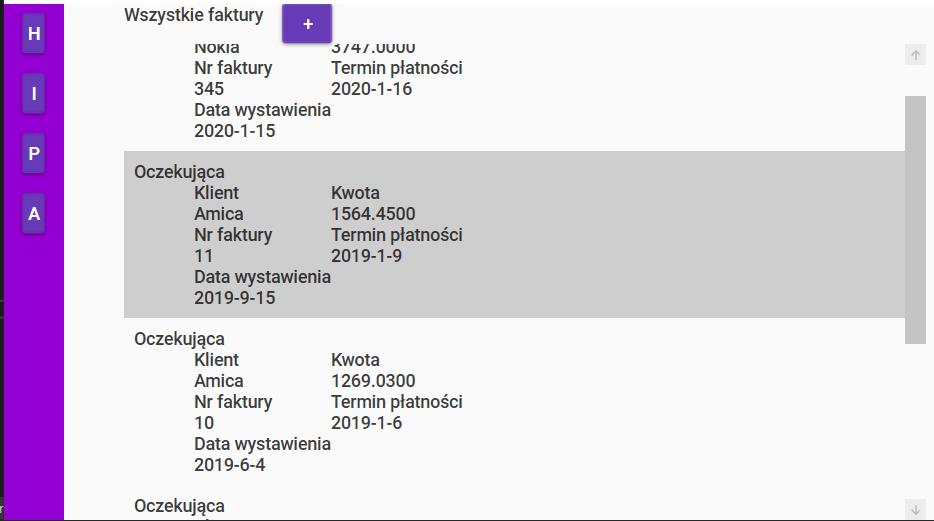 Wszystkie faktury +
H
I
P
A
Nokia 3747.0000
Nr faktury Termin płatności
345 2020-1-16
Data wystawienia
2020-1-15
Oczekująca
Klient Kwota
Amica 1564.4500
Nr faktury Termin płatności
11 2019-1-9
Data wystawienia
2019-9-15
Oczekująca
Klient Kwota
Amica 1269.0300
Nr faktury Termin płatności
10 2019-1-6
Data wystawienia
2019-6-4
Oczekująca